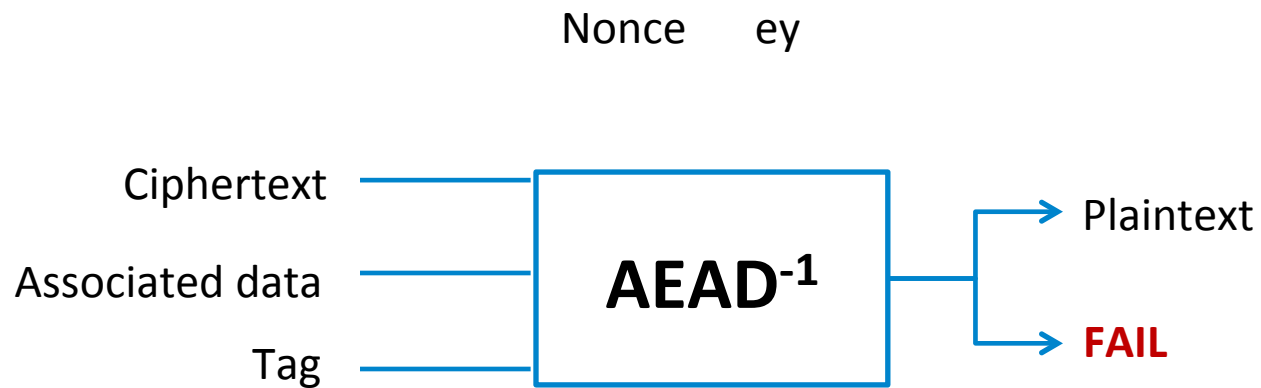 Nonce ey
Ciphertext
Associated data
Tag
AEAD-1
Plaintext
FAIL